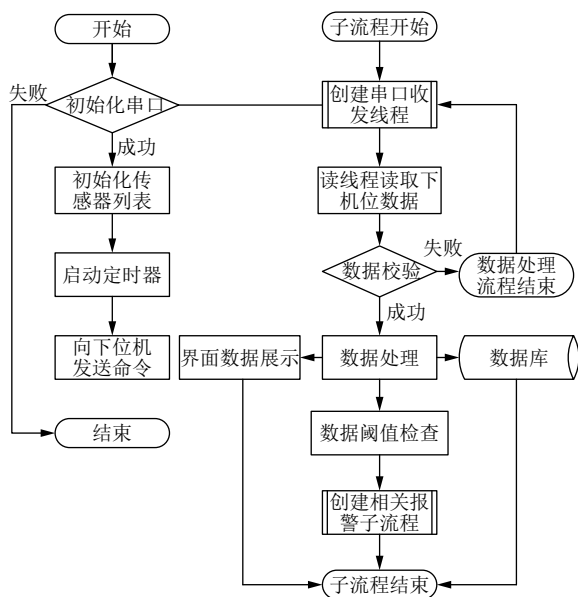 开始
失败
初始化串口
成功
初始化传
感器列表
启动定时器
向下位机
发送命令
结束
子流程开始
创建串口收
发线程
读线程读取下
机位数据
数据校验
失败
数据处理
流程结束
成功
界面数据展示
数据处理
数据库
数据阈值检查
创建相关报
警子流程
子流程结束